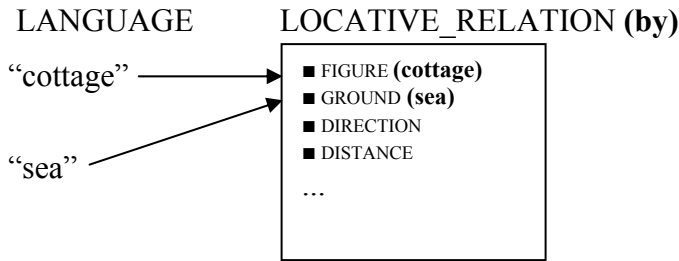 LANGUAGE LOCATIVE_RELATION (by)
“cottage”
“sea”
■ FIGURE (cottage)
■ GROUND (sea)
■ DIRECTION
■ DISTANCE
…